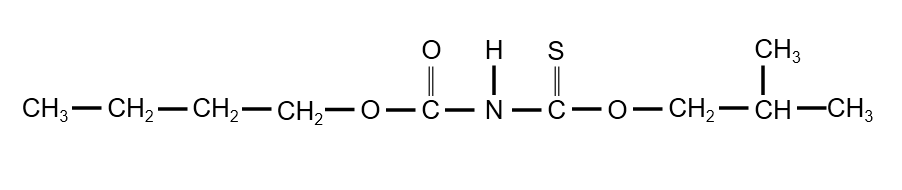 O H S CH₃
CH₃ CH₂ CH₂ CH₂ O C N C O CH₂ CH CH₃